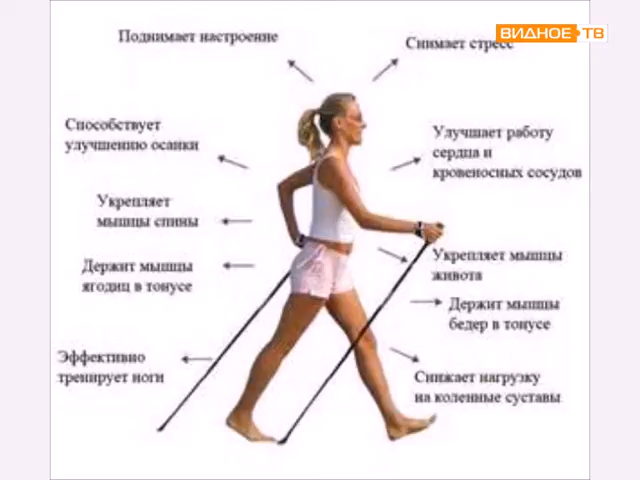 ВИДНОЕ ТВ
Поднимает настроение
Снимает стресс
Способствует
улучшению осанки
Улучшает работу
сердца и
кровеносных сосудов
Укрепляет
мышцы спины
Укрепляет мышцы
живота
Держит мышцы
ягодиц в тонусе
Держит мышцы
бедер в тонусе
Эффективно
тренирует ноги
Снижает нагрузку
на коленные суставы